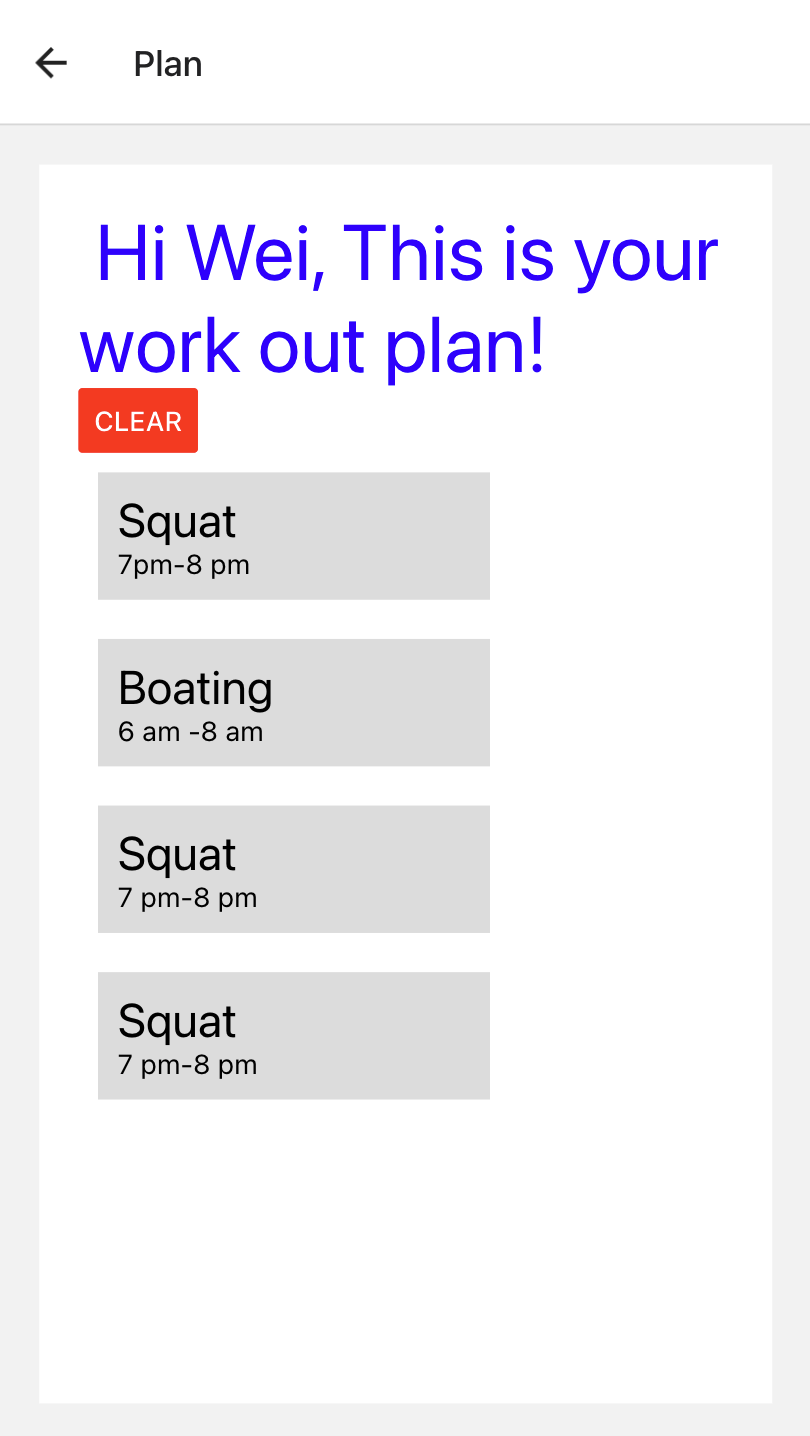 Plan
Hi Wei, This is your
work out plan!
CLEAR
Squat
7pm-8 pm
Boating
6 am -8 am
Squat
7 pm-8 pm
Squat
7 pm-8 pm